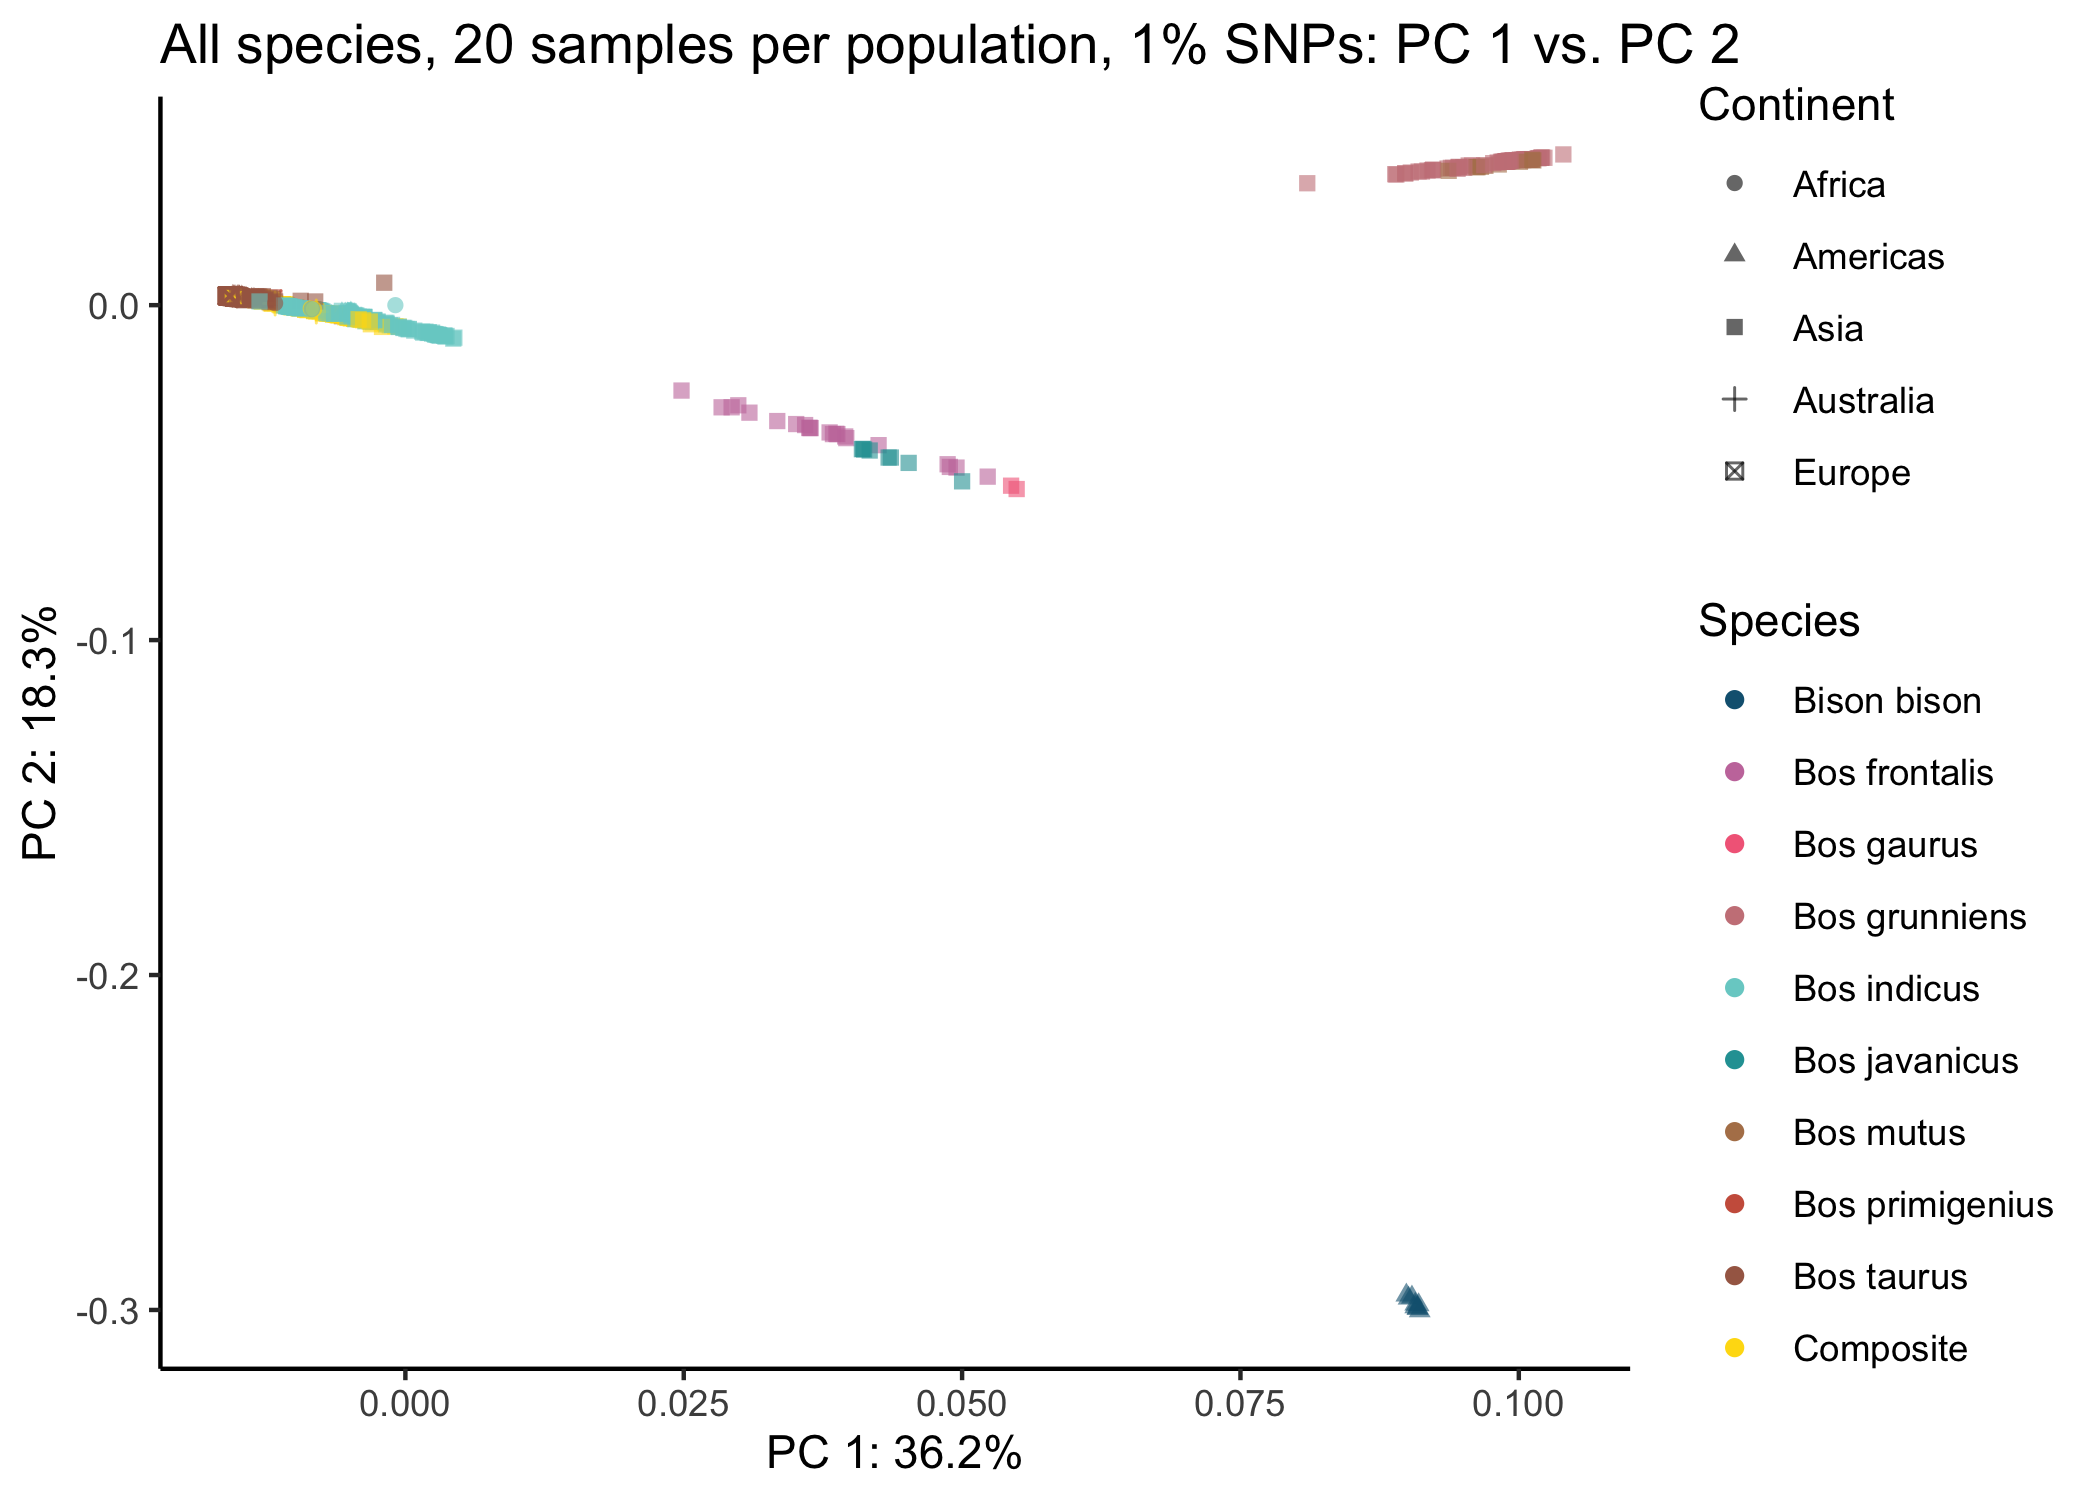 All species, 20 samples per population, 1% SNPs: PC 1 vs. PC 2
Continent
Africa
Americas
Asia
Australia
Europe
Species
Bison bison
Bos frontalis
Bos gaurus
Bos grunniens
Bos indicus
Bos javanicus
Bos mutus
Bos primigenius
Bos taurus
Composite
PC 2: 18.3%
0.0
-0.1
-0.2
-0.3
0.000
0.025
0.050
0.075
0.100
PC 1: 36.2%